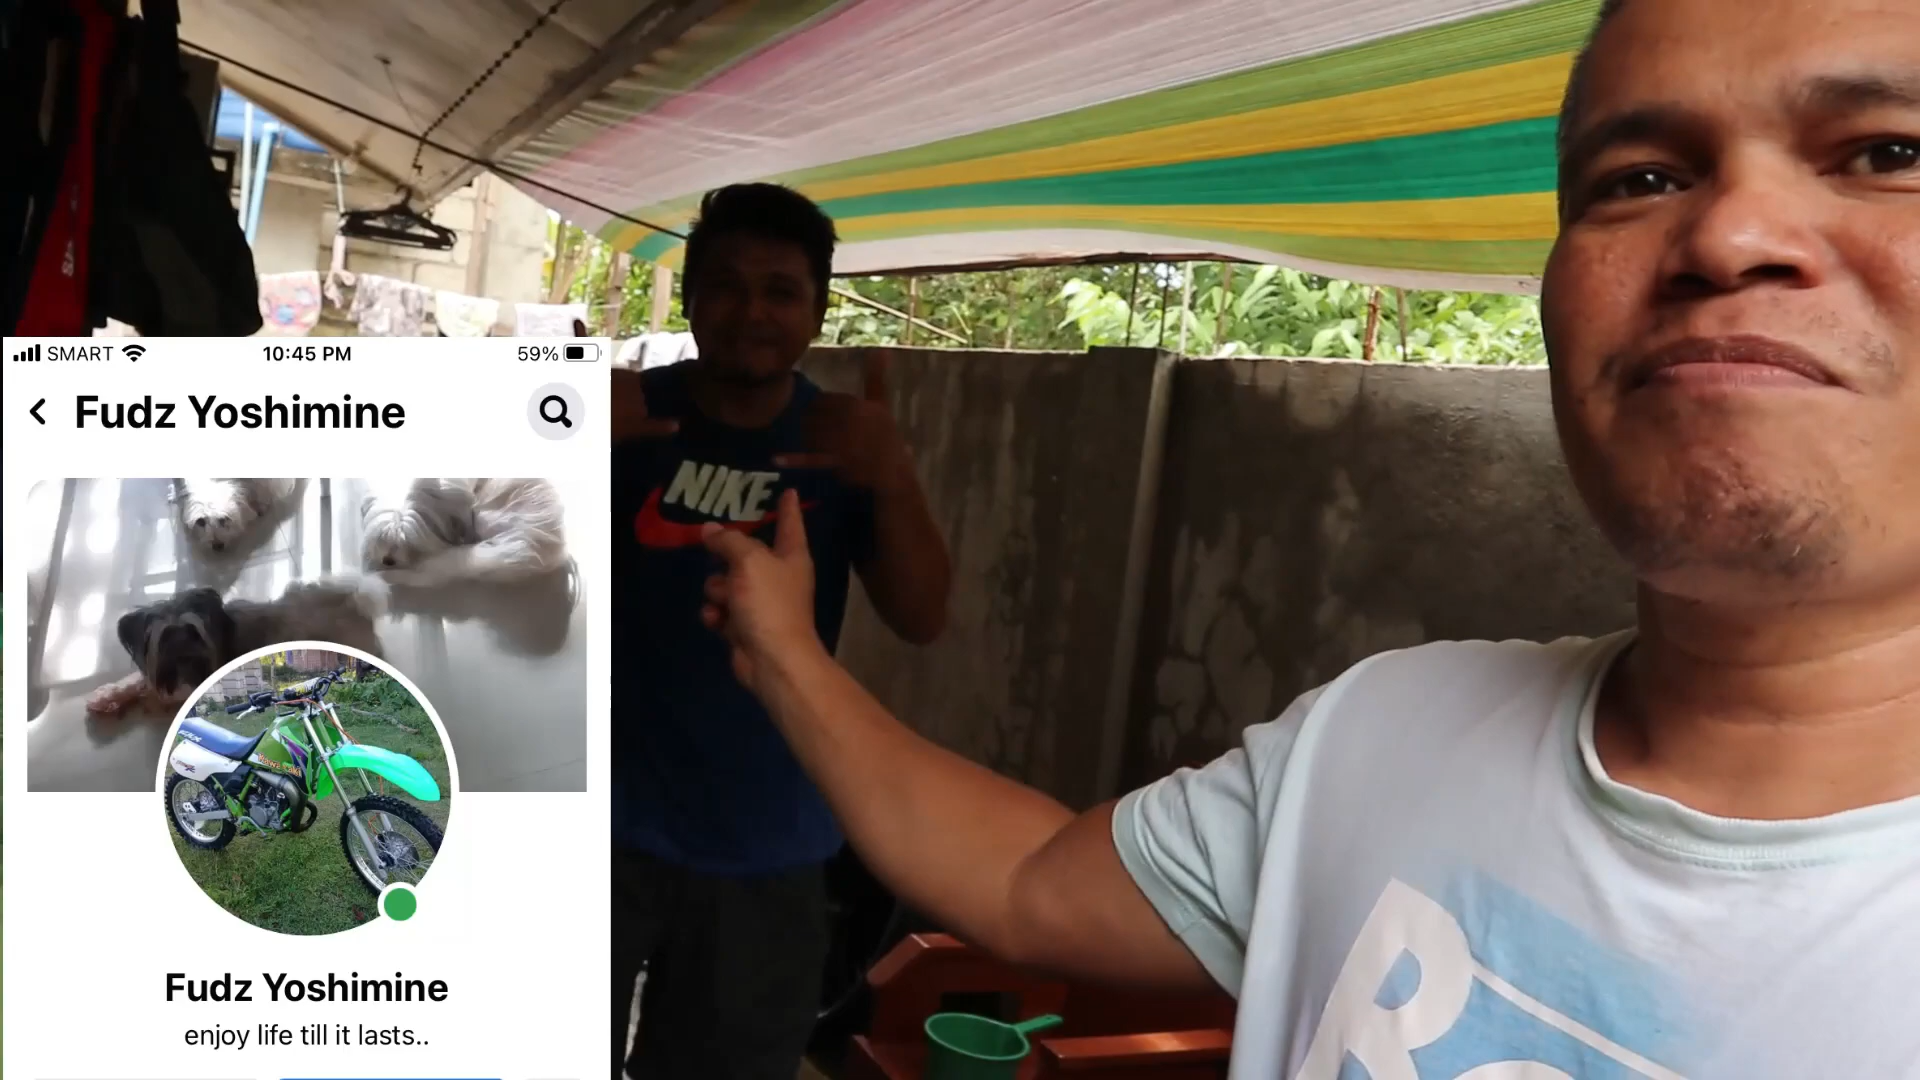 SMART
10:45 PM
59%
Fudz Yoshimine
NIKE
Fudz Yoshimine
enjoy life till it lasts..